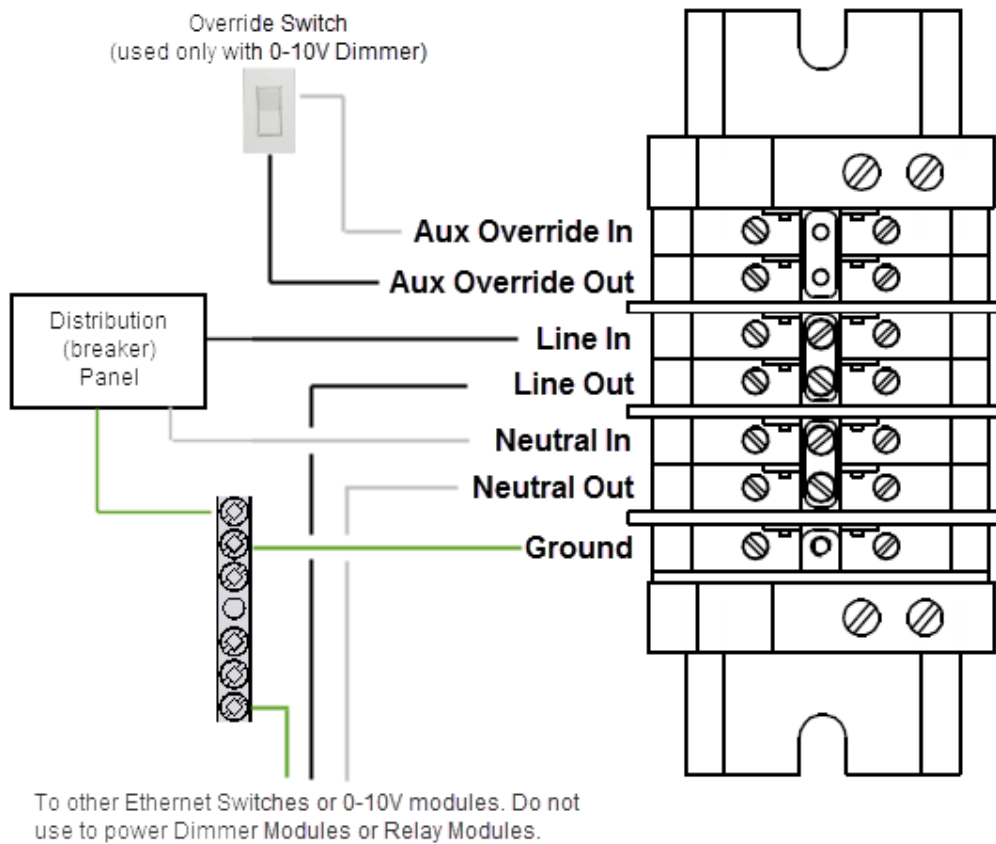 Override Switch
(used only with 0-10V Dimmer)
Aux Override In
Aux Override Out
Distribution
(breaker)
Panel
Line In
Line Out
Neutral In
Neutral Out
Ground
To other Ethernet Switches or 0-10V modules. Do not
use to power Dimmer Modules or Relay Modules.